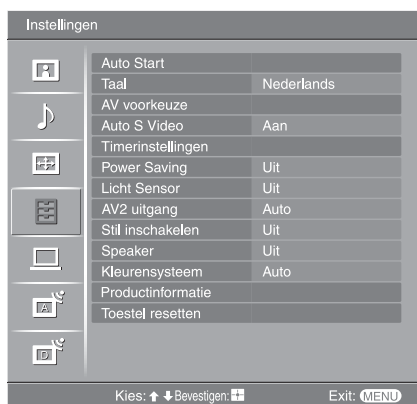 Instellingen
Auto Start
Taal Nederlands
AV voorkeuze
Auto S Video Aan
Timerinstellingen
Power Saving Uit
Licht Sensor Uit
AV2 uitgang Auto
Stil inschakelen Uit
Speaker Uit
Kleurensysteem Auto
Productinformatie
Toestel resetten
A
D
Kies: Bevestigen: Exit: MENU